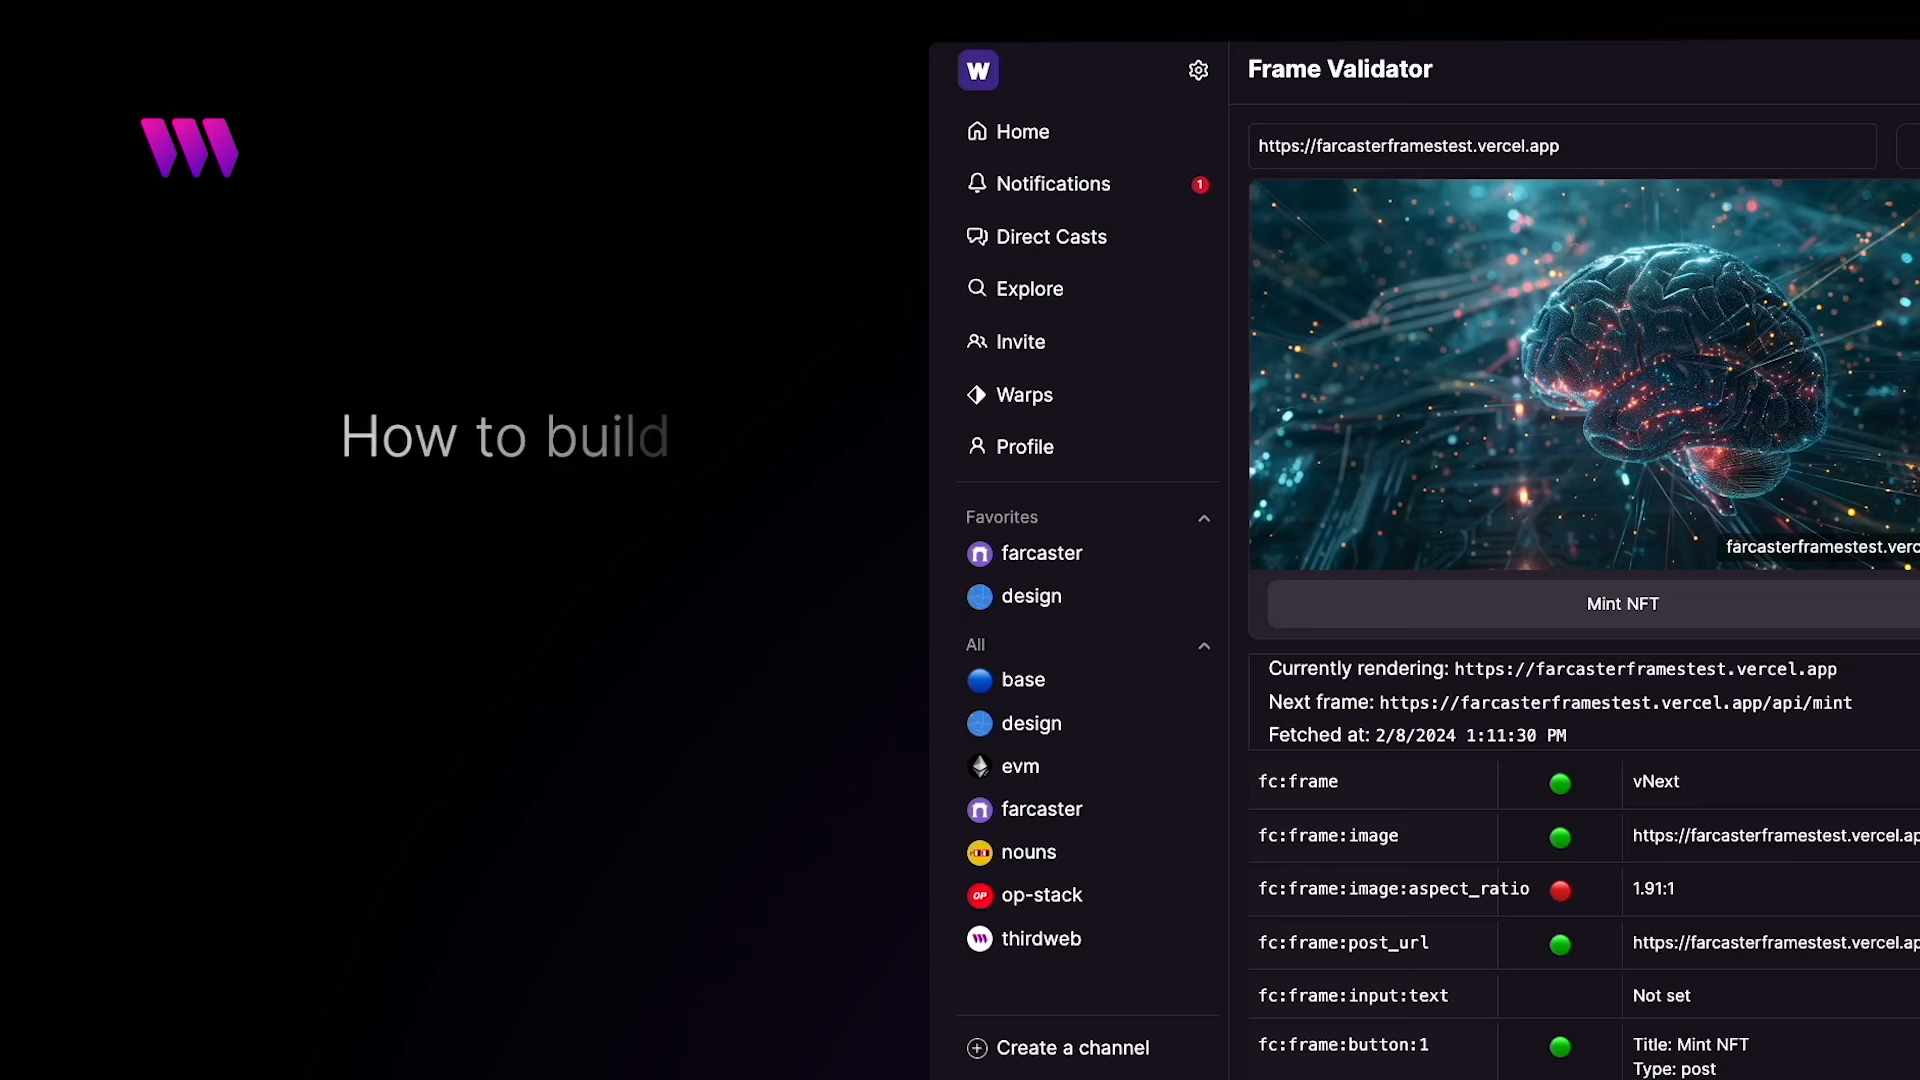 How to build
W
Home
Notifications
1
Direct Casts
Explore
Invite
Warps
Profile
Favorites
farcaster
design
All
base
design
evm
farcaster
nouns
OP
op-stack
thirdweb
Create a channel
Frame Validator
https://farcasterframestest.vercel.app
farcasterframestest.verc
Mint NFT
Currently rendering: https://farcasterframestest.vercel.app
Next frame: https://farcasterframestest.vercel.app/api/mint
Fetched at: 2/8/2024 1:11:30 PM
fc:frame vNext
fc:frame:image https://farcasterframestest.vercel.ap
fc:frame:image:aspect_ratio 1.91:1
fc:frame:post_url https://farcasterframestest.vercel.ap
fc:frame:input:text Not set
fc:frame:button:1 Title: Mint NFT
Type: post